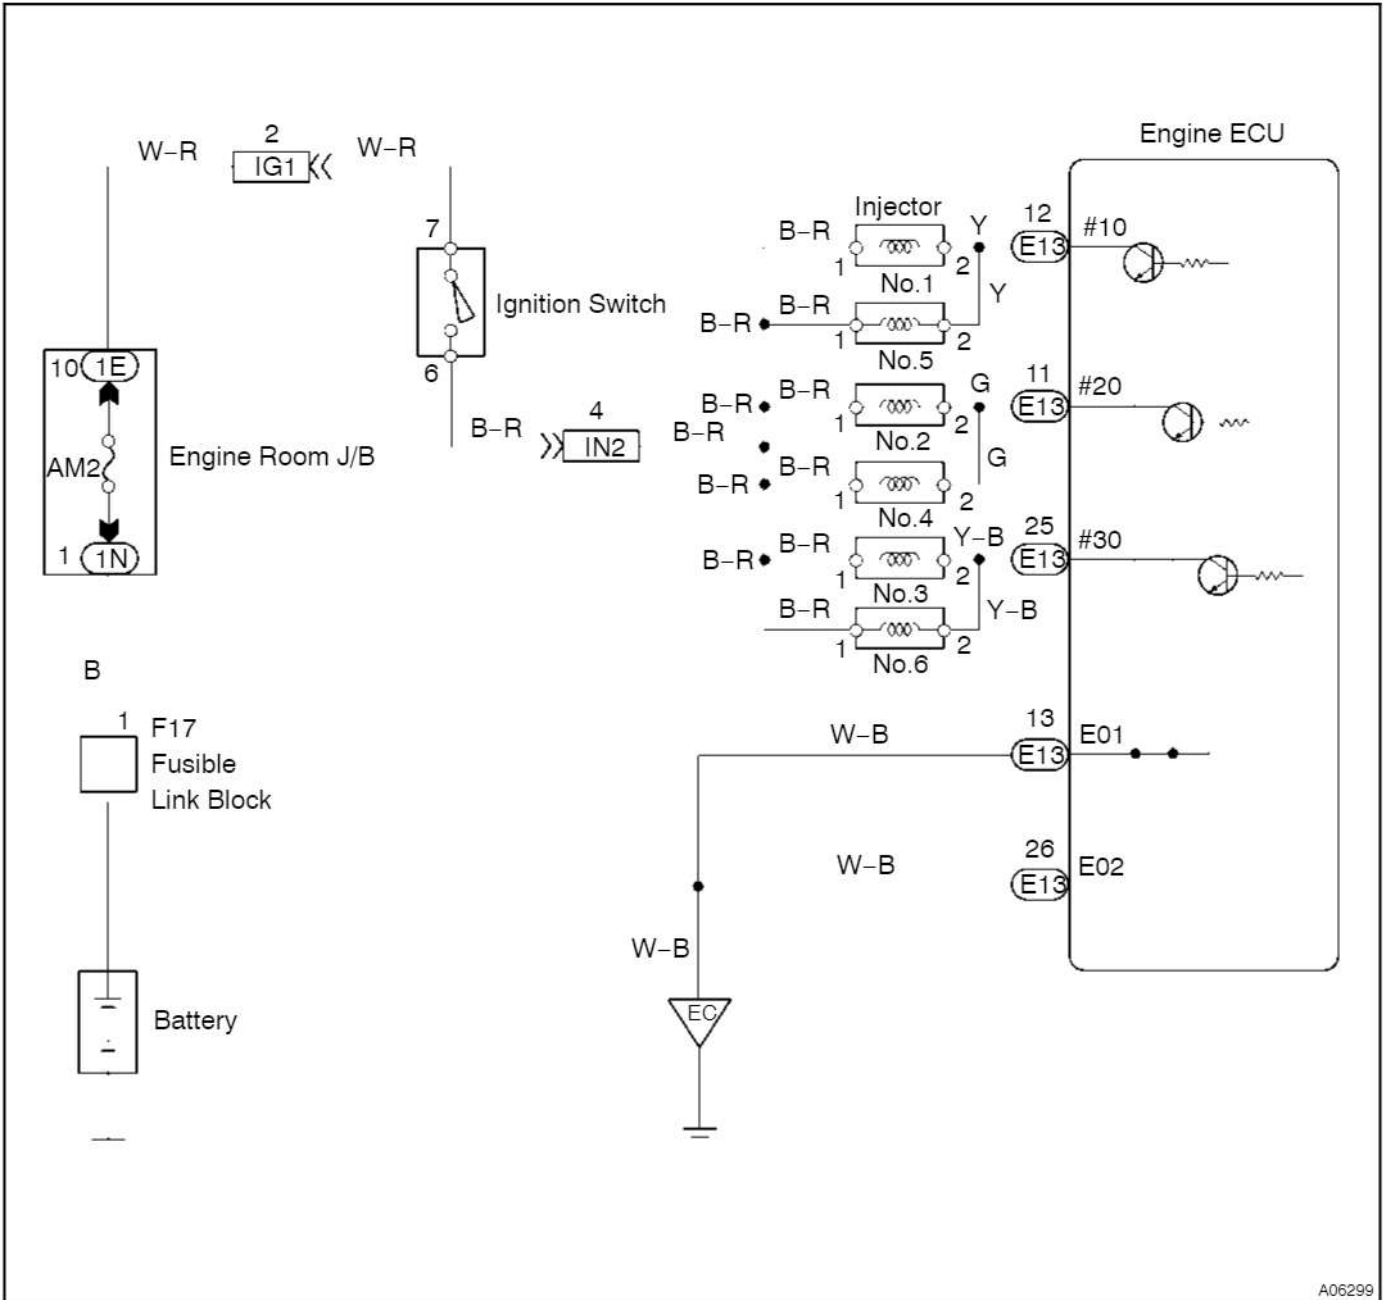 Engine ECU
2
W–R
IG1
W–R
7
Ignition Switch
6
10
1E
AM2
Engine Room J/B
1
1N
B–R
4
IN2
B
1
F17
Fusible
Link Block
Battery
Injector
B–R
1
2
Y
No.1
Y
12
E13
#10
B–R
B–R
1
2
No.5
B–R
B–R
1
2
G
No.2
G
11
E13
#20
B–R
B–R
B–R
1
2
No.4
B–R
B–R
1
2
Y–B
No.3
Y–B
25
E13
#30
B–R
1
2
No.6
W–B
13
E13
E01
W–B
26
E13
E02
W–B
EC
A06299